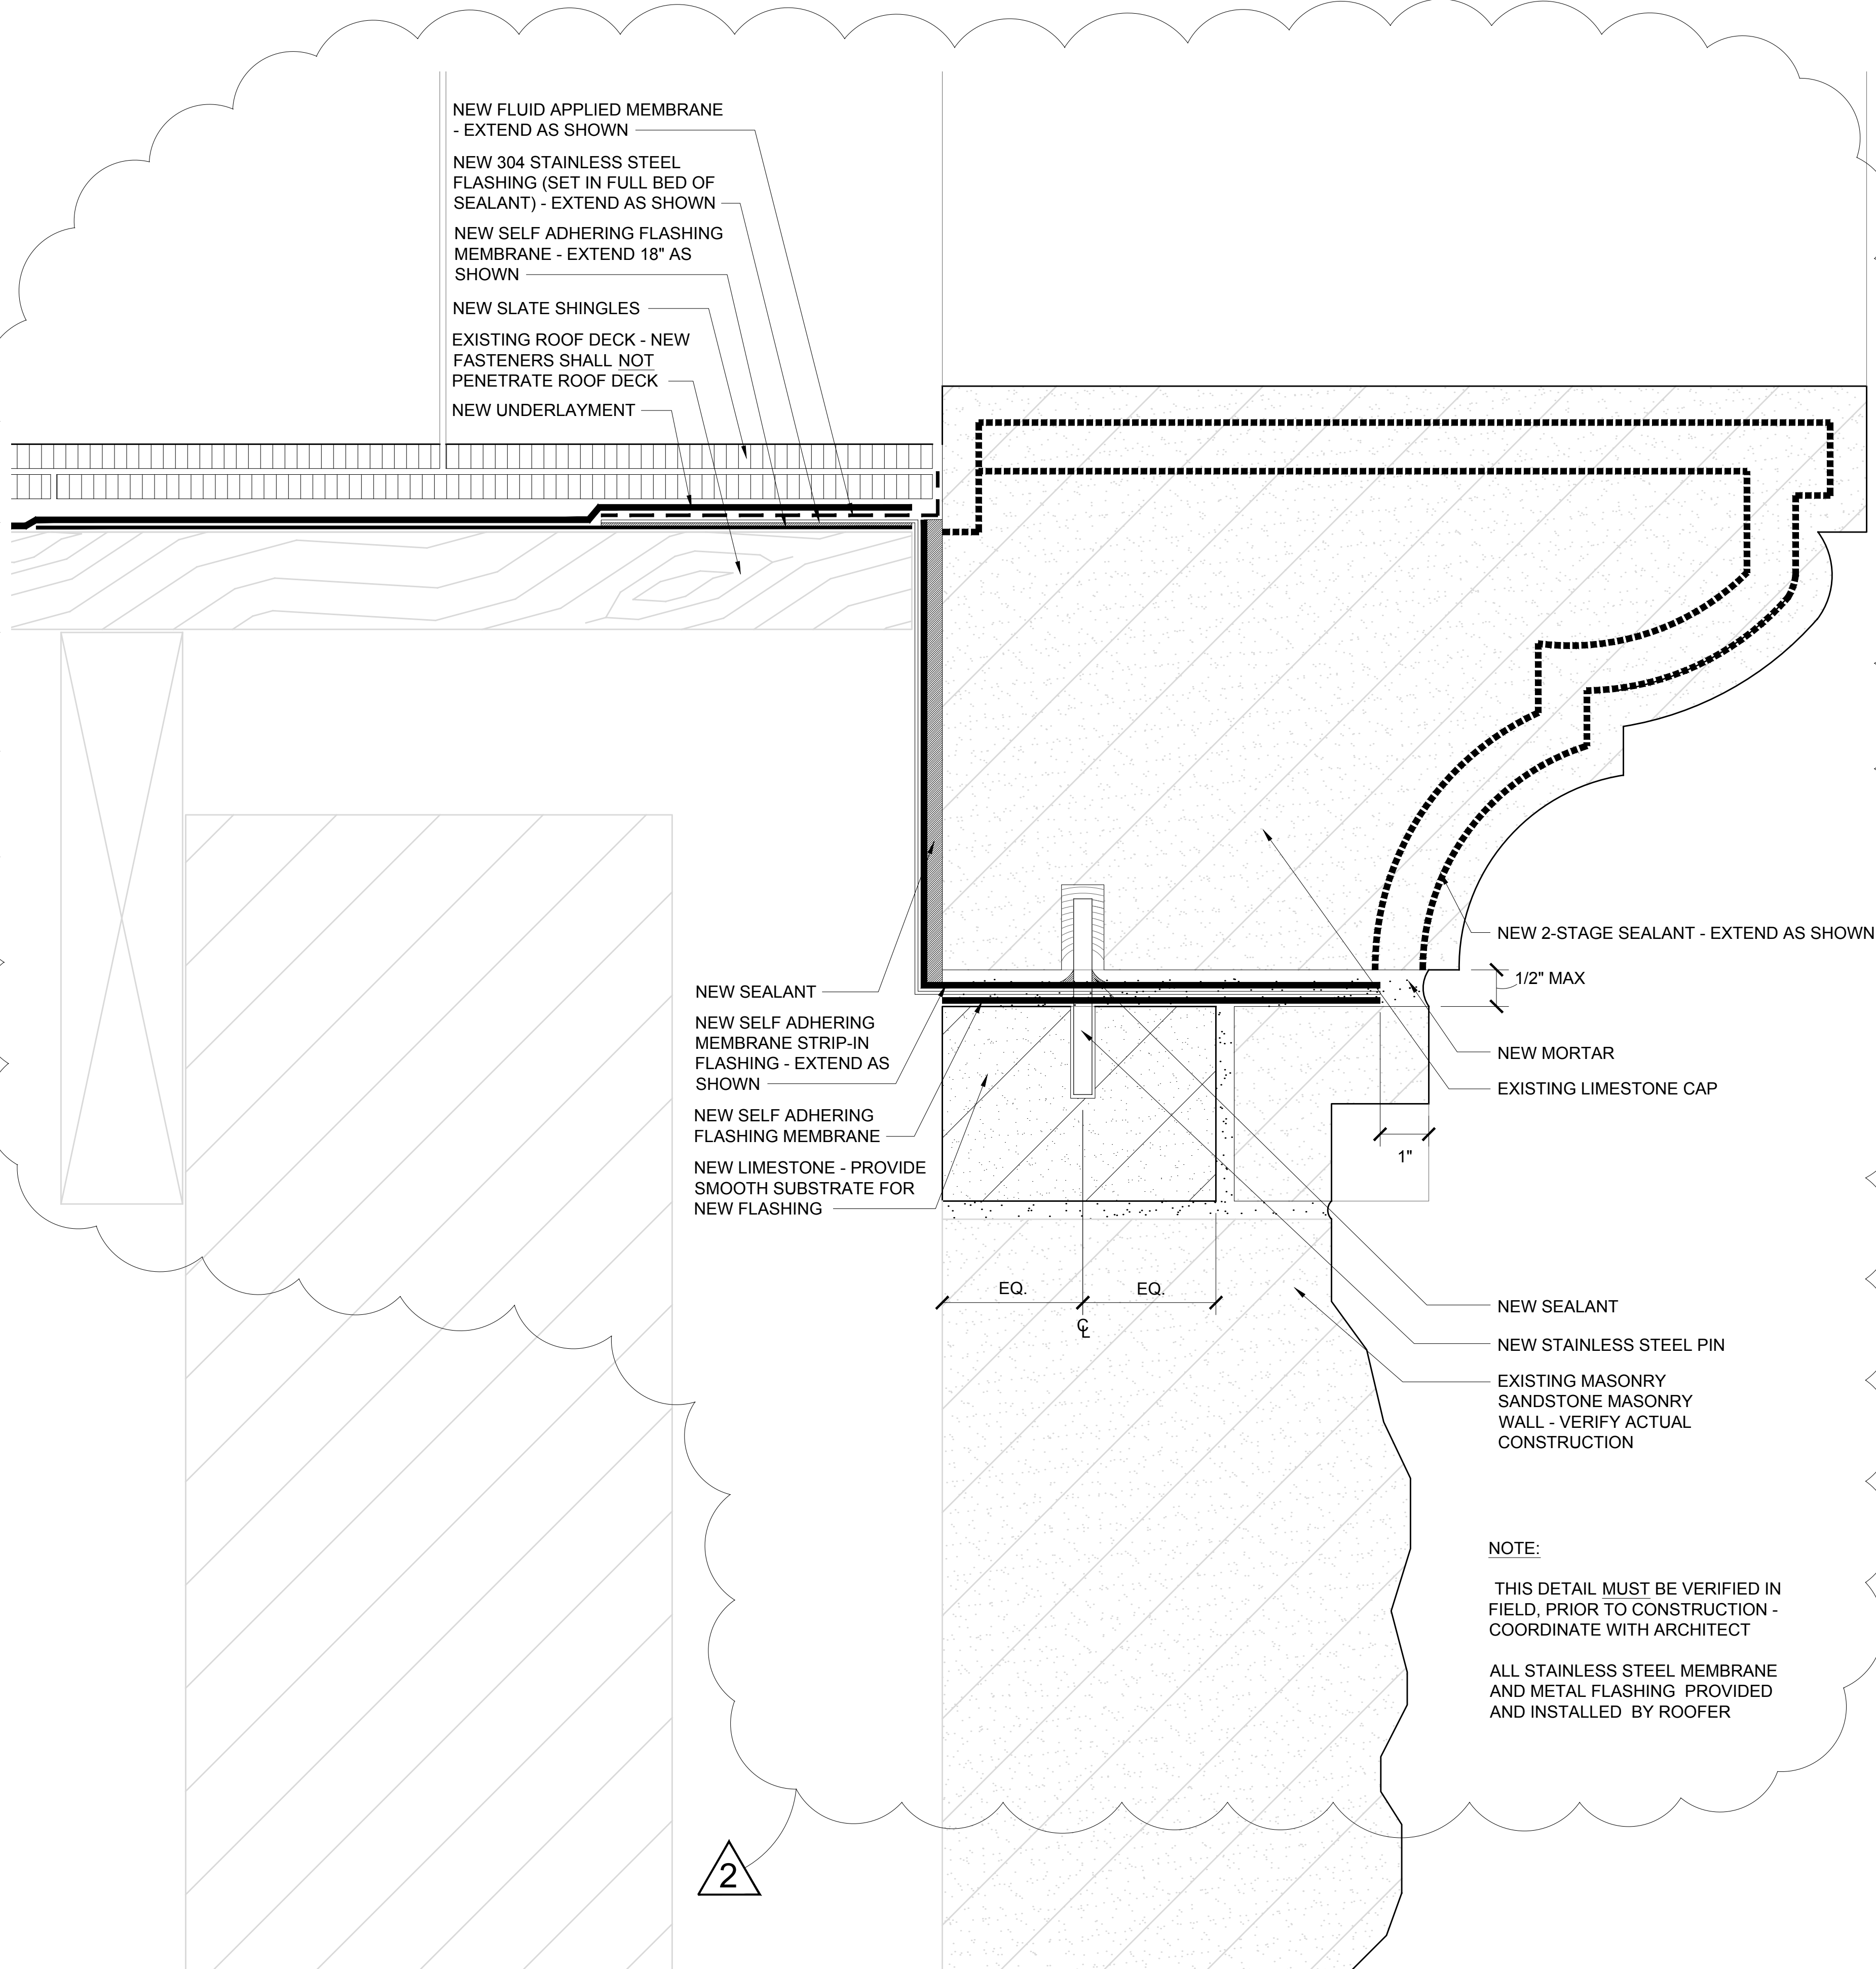 NEW FLUID APPLIED MEMBRANE
- EXTEND AS SHOWN
NEW 304 STAINLESS STEEL
FLASHING (SET IN FULL BED OF
SEALANT) - EXTEND AS SHOWN
NEW SELF ADHERING FLASHING
MEMBRANE - EXTEND 18" AS
SHOWN
NEW SLATE SHINGLES
EXISTING ROOF DECK - NEW
FASTENERS SHALL NOT
PENETRATE ROOF DECK
NEW UNDERLAYMENT
NEW SEALANT
NEW SELF ADHERING
MEMBRANE STRIP-IN
FLASHING - EXTEND AS
SHOWN
NEW SELF ADHERING
FLASHING MEMBRANE
NEW LIMESTONE - PROVIDE
SMOOTH SUBSTRATE FOR
NEW FLASHING
NEW 2-STAGE SEALANT - EXTEND AS SHOWN
1/2" MAX
NEW MORTAR
EXISTING LIMESTONE CAP
1"
EQ.
EQ.
℄
NEW SEALANT
NEW STAINLESS STEEL PIN
EXISTING MASONRY
SANDSTONE MASONRY
WALL - VERIFY ACTUAL
CONSTRUCTION
NOTE:
THIS DETAIL MUST BE VERIFIED IN
FIELD, PRIOR TO CONSTRUCTION -
COORDINATE WITH ARCHITECT
ALL STAINLESS STEEL MEMBRANE
AND METAL FLASHING PROVIDED
AND INSTALLED BY ROOFER
2